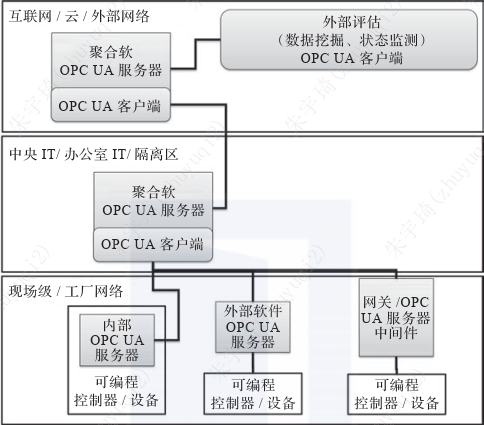 互联网 / 云 / 外部网络
外部评估
（数据挖掘、状态监测）
OPC UA 客户端
聚合软
OPC UA 服务器
OPC UA 客户端
中央IT/ 办公室IT/ 隔离区
聚合软
OPC UA 服务器
OPC UA 客户端
现场级 / 工厂网络
内部
OPC UA
服务器
可编程
控制器 / 设备
外部软件
OPC UA
服务器
可编程
控制器 / 设备
网关 /OPC
UA 服务器
中间件
可编程
控制器 / 设备